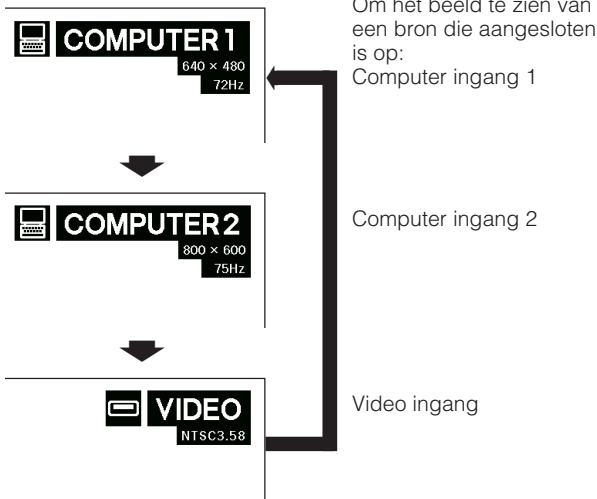 Om het beeld te zien van
een bron die aangesloten
is op:
COMPUTER 1
640 × 480
72Hz
Computer ingang 1
COMPUTER 2
800 × 600
75Hz
Computer ingang 2
VIDEO
NTSC3.58
Video ingang